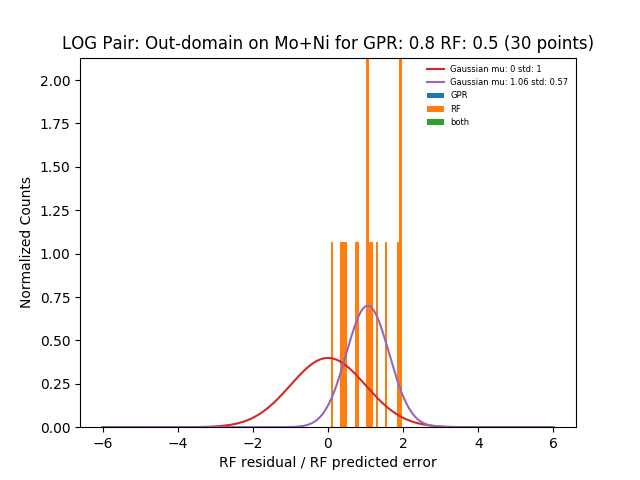 LOG Pair: Out-domain on Mo+Ni for GPR: 0.8 RF: 0.5 (30 points)
Gaussian mu: 0 std: 1
Gaussian mu: 1.06 std: 0.57
GPR
RF
both
Normalized Counts
2.00
1.75
1.50
1.25
1.00
0.75
0.50
0.25
0.00
−6
−4
−2
0
2
4
6
RF residual / RF predicted error